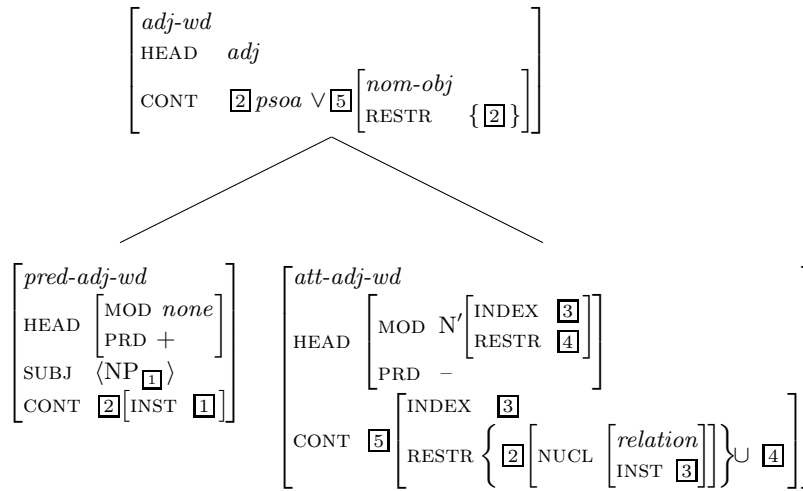 adj-wd
HEAD adj
CONT 2 psoa ∨ 5 nom-obj
RESTR { 2 }
pred-adj-wd
HEAD MOD none
PRD +
SUBJ ⟨NP 1 ⟩
CONT 2 [INST 1 ]
att-adj-wd
HEAD MOD N′ INDEX 3
RESTR 4
PRD –
CONT 5 INDEX 3
RESTR { 2 [NUCL [relation
INST 3 ]]} ∪ 4